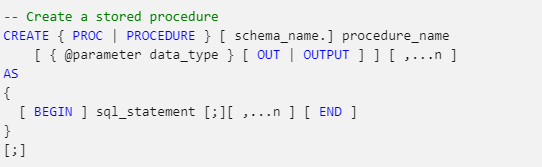 -- Create a stored procedure
CREATE { PROC | PROCEDURE } [ schema_name.] procedure_name
    [ { @parameter data_type } [ OUT | OUTPUT ] ] [ ,...n ]
AS
{
  [ BEGIN ] sql_statement [;][ ,...n ] [ END ]
}
[;]